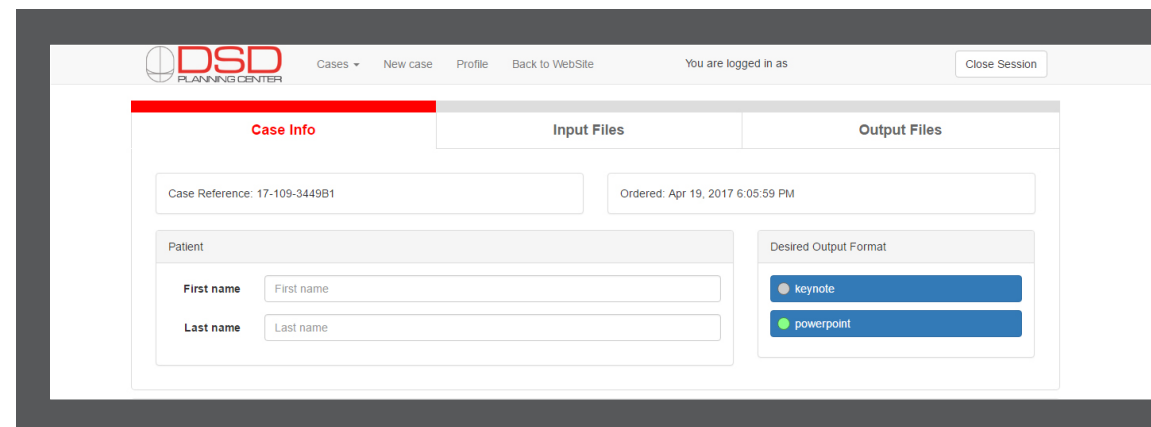 DSD
PLANNING CENTER
Cases New case Profile Back to WebSite You are logged in as Close Session
Case Info Input Files Output Files
Case Reference: 17-109-3449B1 Ordered: Apr 19, 2017 6:05:59 PM
Patient Desired Output Format
First name First name keynote
Last name Last name powerpoint